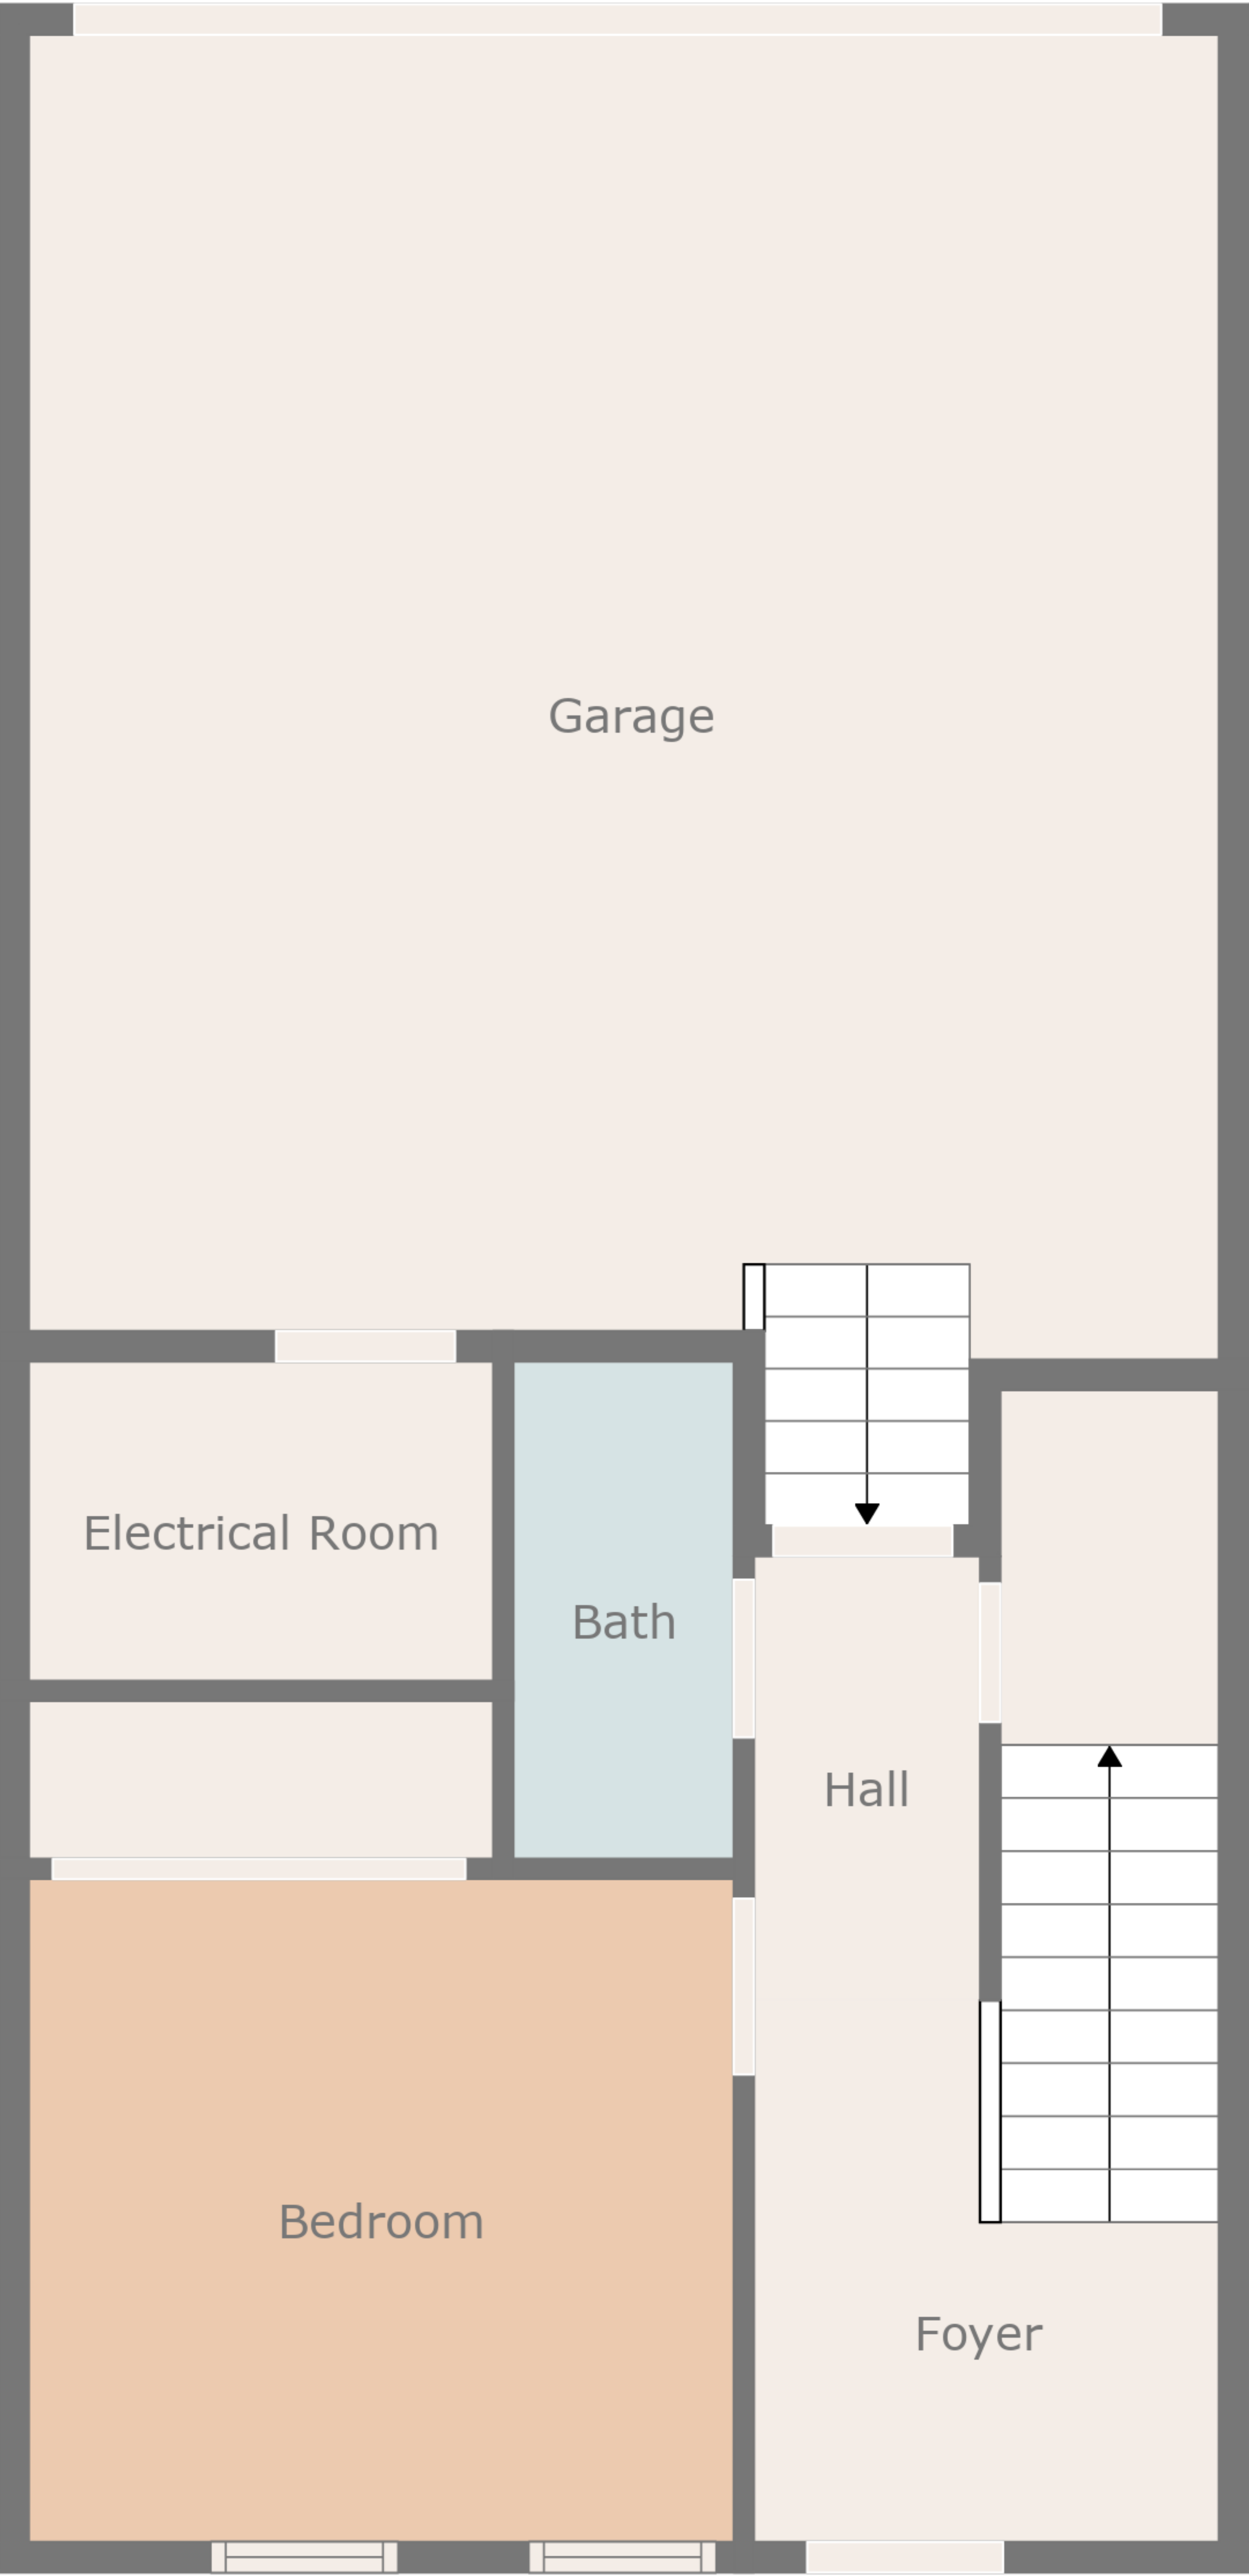 Garage
Electrical Room
Bath
Hall
Bedroom
Foyer